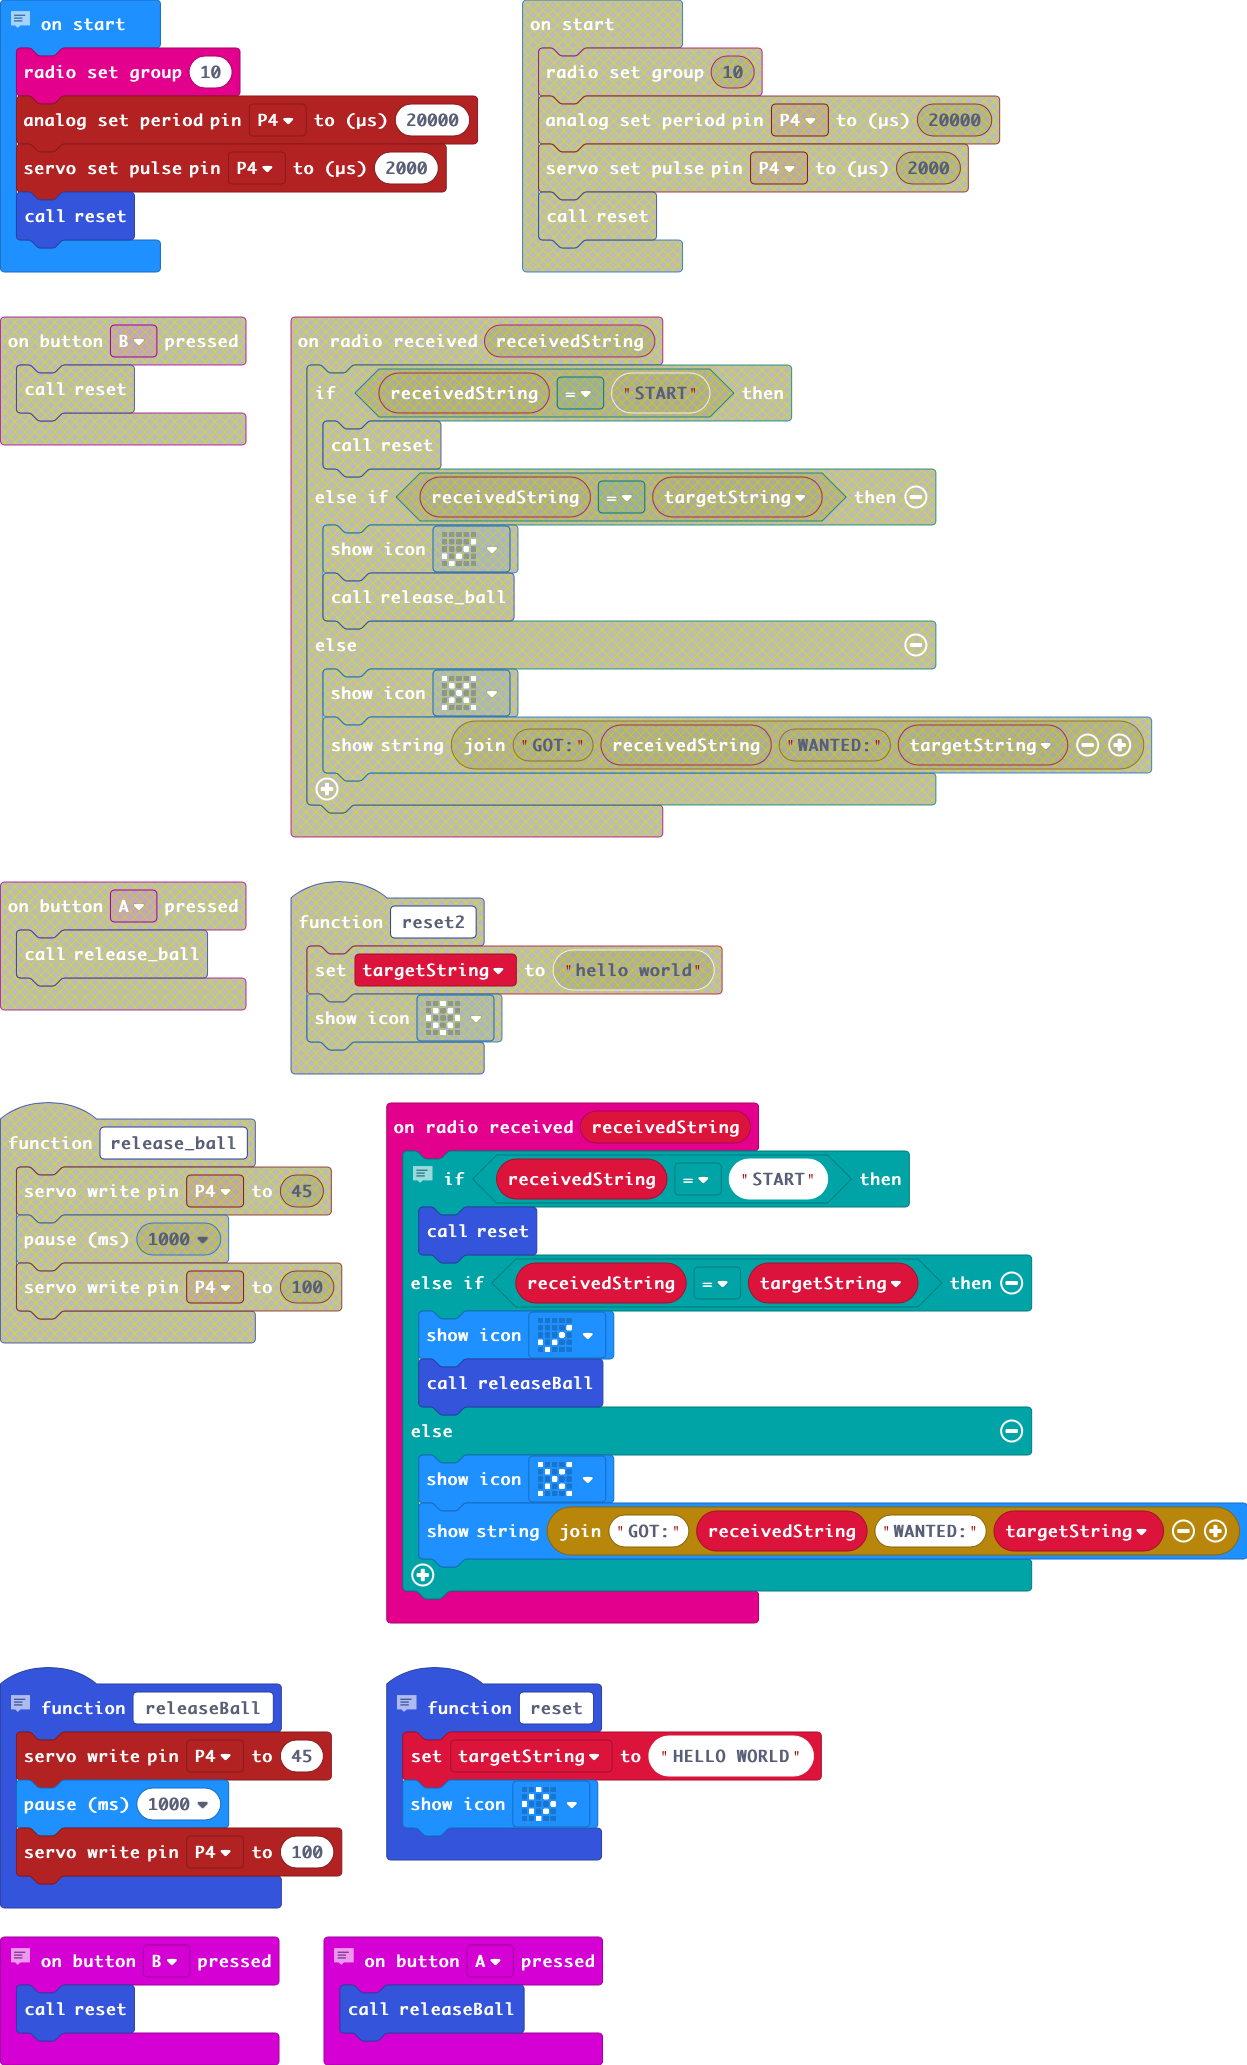 on start
radio set group 10
analog set period pin P4 to (µs) 20000
servo set pulse pin P4 to (µs) 2000
call reset
on start
radio set group 10
analog set period pin P4 to (µs) 20000
servo set pulse pin P4 to (µs) 2000
call reset
on button B pressed
call reset
on radio received receivedString
if receivedString = "START" then
call reset
else if receivedString = targetString then
show icon
call release_ball
else
show icon
show string join "GOT:" receivedString "WANTED:" targetString
on button A pressed
call release_ball
function reset2
set targetString to "hello world"
show icon
function release_ball
servo write pin P4 to 45
pause (ms) 1000
servo write pin P4 to 100
on radio received receivedString
if receivedString = "START" then
call reset
else if receivedString = targetString then
show icon
call releaseBall
else
show icon
show string join "GOT:" receivedString "WANTED:" targetString
function releaseBall
servo write pin P4 to 45
pause (ms) 1000
servo write pin P4 to 100
function reset
set targetString to "HELLO WORLD"
show icon
on button B pressed
call reset
on button A pressed
call releaseBall